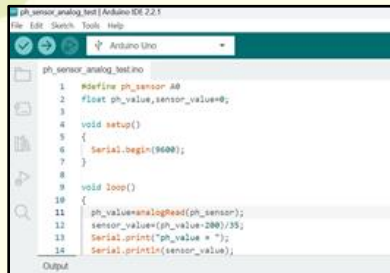 ph_sensor_analog_test | Arduino IDE 2.2.1
File Edit Sketch Tools Help
Arduino Uno
ph_sensor_analog_test.ino
1 #define ph_sensor A0
2 float ph_value,sensor_value=0;
3
4 void setup()
5 {
6 Serial.begin(9600);
7 }
8
9 void loop()
10 {
11 ph_value=analogRead(ph_sensor);
12 sensor_value=(ph_value-200)/35;
13 Serial.print("ph_value = ");
14 Serial.println(sensor_value);
Output